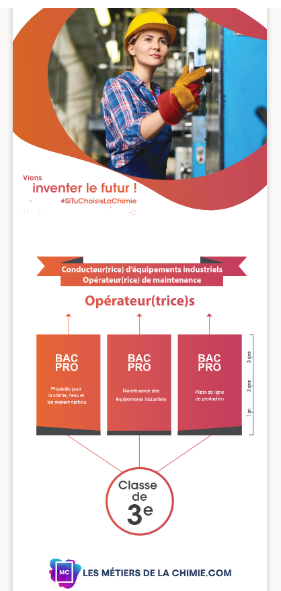 Viens
inventer le futur !
#SiTuChoisisLaChimie
Conducteur(rice) d'équipements industriels
Opérateur(rice) de maintenance
Opérateur(trice)s
BAC
PRO
Procédés pour
la chimie, l'eau et
les papiers cartons
BAC
PRO
Maintenance des
équipements industriels
BAC
PRO
Pilote de ligne
de production
3 ans
2 ans
1 an
Classe
de
3e
MC
LES MÉTIERS DE LA CHIMIE.COM